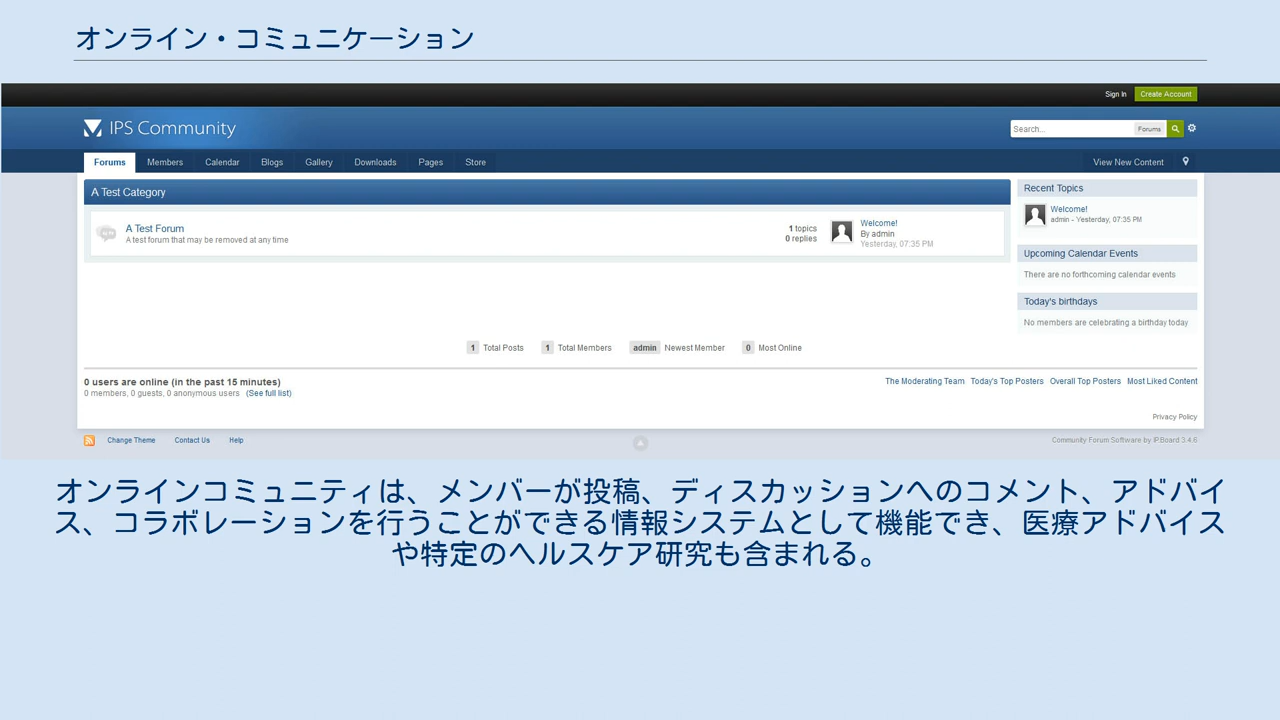 オンライン・コミュニケーション
Sign In Create Account
IPS Community
Search... Forums
Forums Members Calendar Blogs Gallery Downloads Pages Store View New Content
A Test Category
A Test Forum
A test forum that may be removed at any time
1 topics
0 replies
Welcome!
By admin
Yesterday, 07:35 PM
Recent Topics
Welcome!
admin - Yesterday, 07:35 PM
Upcoming Calendar Events
There are no forthcoming calendar events
Today's birthdays
No members are celebrating a birthday today
1 Total Posts 1 Total Members admin Newest Member 0 Most Online
0 users are online (in the past 15 minutes)
0 members, 0 guests, 0 anonymous users (See full list)
The Moderating Team Today's Top Posters Overall Top Posters Most Liked Content
Privacy Policy
Change Theme Contact Us Help
Community Forum Software by IP.Board 3.4.6
オンラインコミュニティは、メンバーが投稿、ディスカッションへのコメント、アドバイ
ス、コラボレーションを行うことができる情報システムとして機能でき、医療アドバイス
や特定のヘルスケア研究も含まれる。